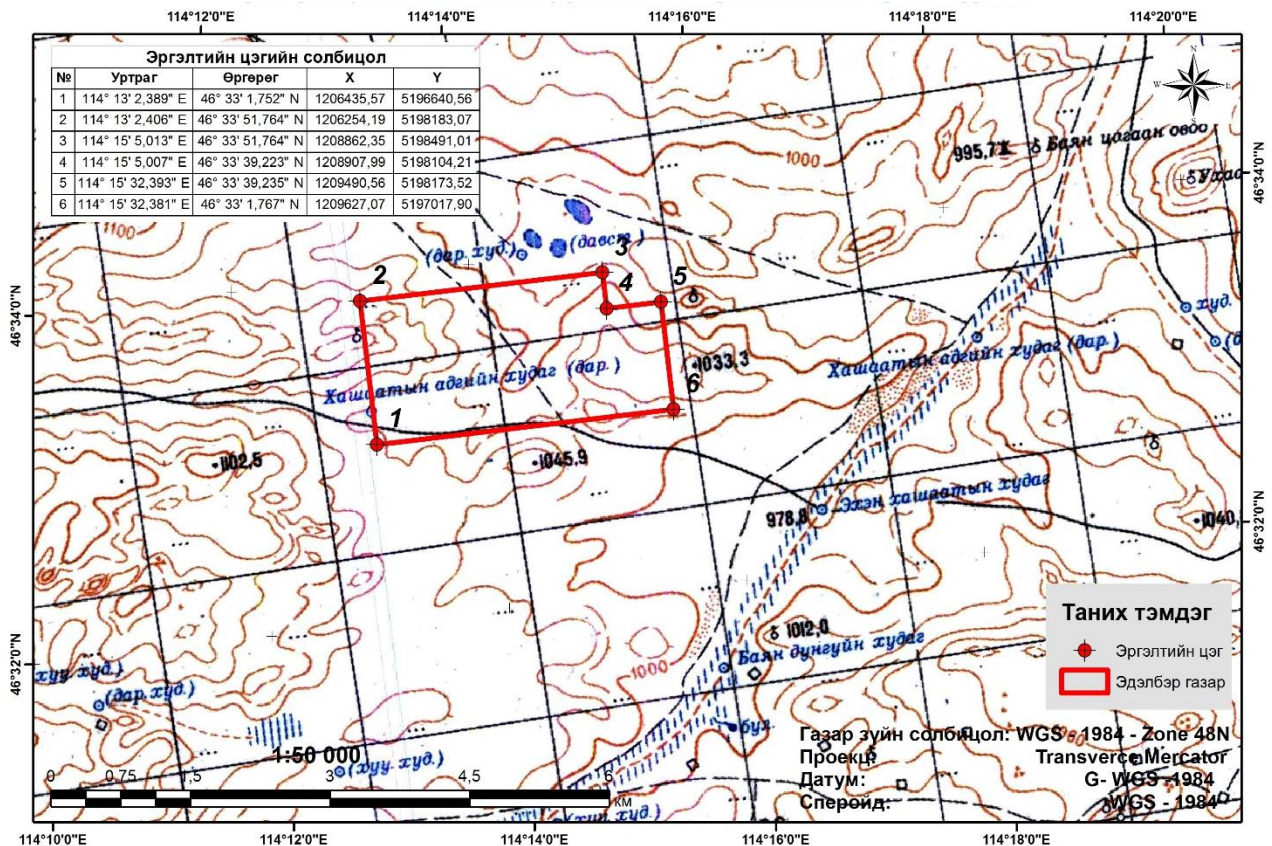 114°12'0"E 114°14'0"E 114°16'0"E 114°18'0"E 114°20'0"E
Эргэлтийн цэгийн солбицол
№ Уртраг Өргөрөг X Y
1 114° 13' 2,389" E 46° 33' 1,752" N 1206435,57 5196640,56
2 114° 13' 2,406" E 46° 33' 51,764" N 1206254,19 5198183,07
3 114° 15' 5,013" E 46° 33' 51,764" N 1208862,35 5198491,01
4 114° 15' 5,007" E 46° 33' 39,223" N 1208907,99 5198104,21
5 114° 15' 32,393" E 46° 33' 39,235" N 1209490,56 5198173,52
6 114° 15' 32,381" E 46° 33' 1,767" N 1209627,07 5197017,90
N
W E
S
995,7 Баян цагаан овоо
1000
46°34'0"N
Ухаа
1100
(дар. худ.) (давст.)
3
2 4 5
худ.
46°34'0"N
1033,3
Хашаатын адгийн худаг (дар.)
Хашаатын адгийн худаг (дар.)
6
1
1102,5
1045,9
Эхэн хашаатын худаг
978,8
1040,
46°32'0"N
Таних тэмдэг
Эргэлтийн цэг
Эдэлбэр газар
1012,0
Баян дунгуйн худаг
1000
46°32'0"N
хуу худ.)
(дар. худ.)
бух.
1:50 000
(хуу худ.)
Газар зүйн солбицол: WGS - 1984 - Zone 48N
Проекц: Transverce Mercator
Датум: G- WGS -1984
Сперойд: WGS - 1984
0 0,75 1,5 3 4,5 6
км
114°10'0"E 114°12'0"E 114°14'0"E 114°16'0"E 114°18'0"E